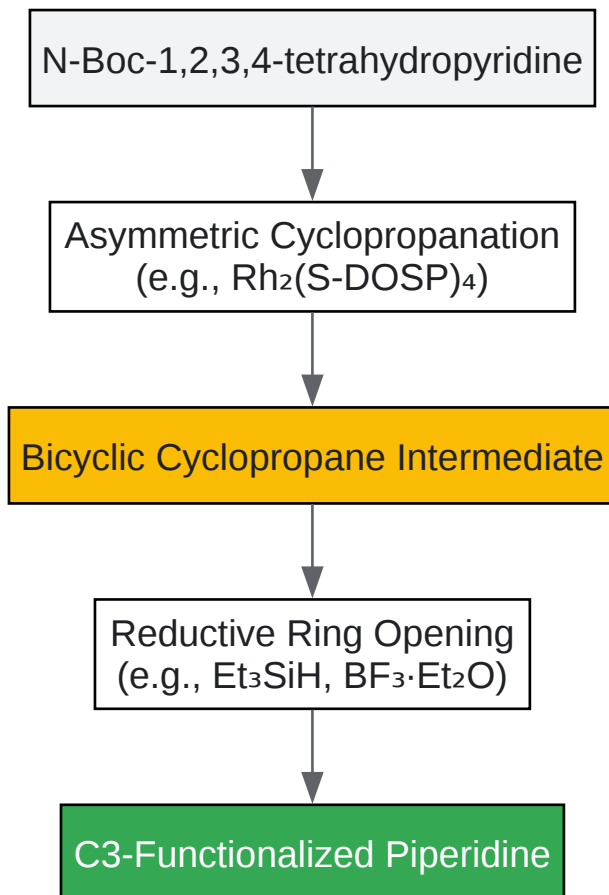 N-Boc-1,2,3,4-tetrahydropyridine
Asymmetric Cyclopropanation
(e.g., Rh₂(S-DOSP)₄)
Bicyclic Cyclopropane Intermediate
Reductive Ring Opening
(e.g., Et₃SiH, BF₃·Et₂O)
C3-Functionalized Piperidine